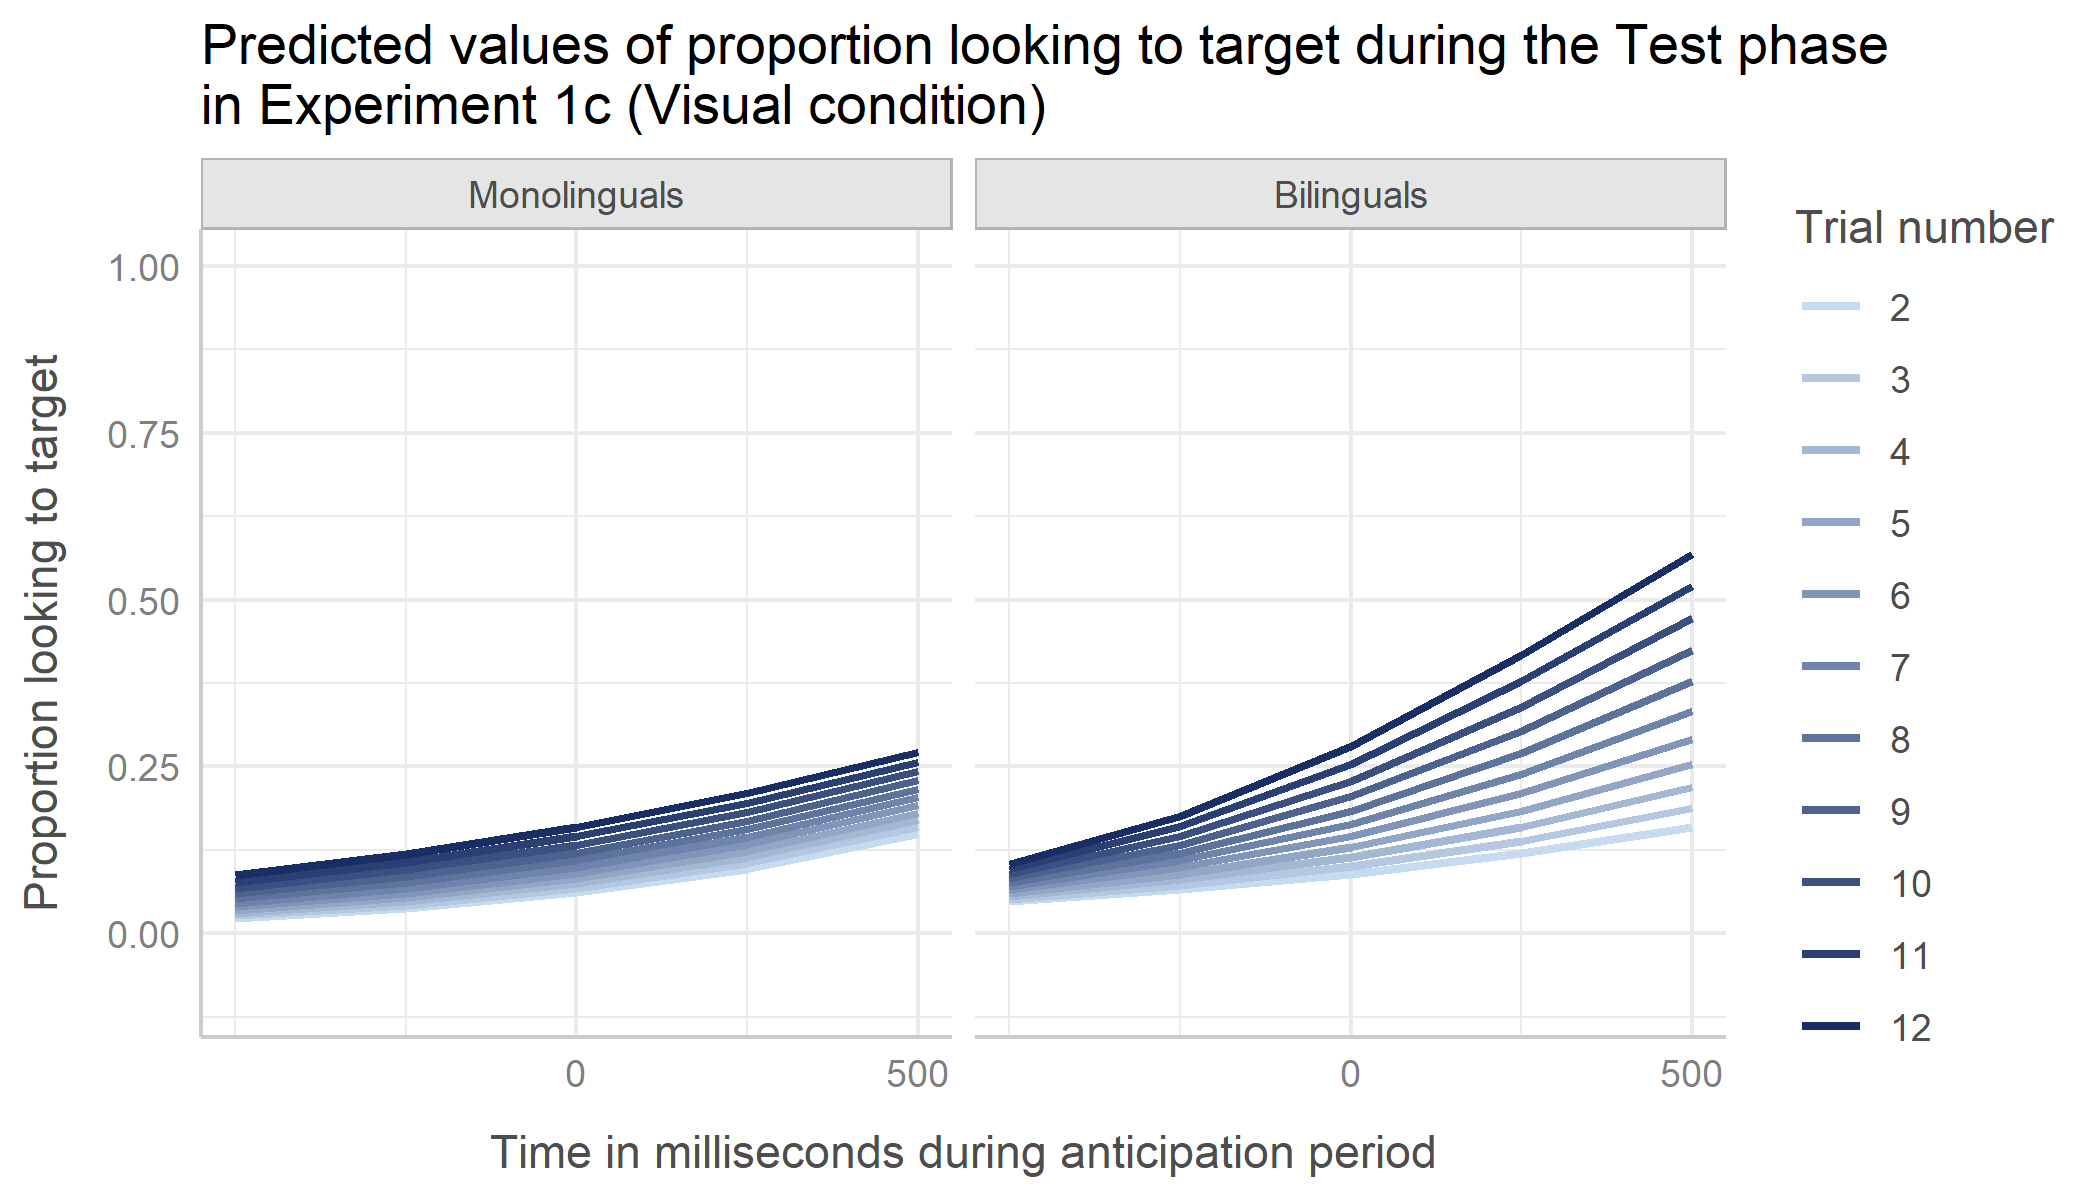 Predicted values of proportion looking to target during the Test phase
in Experiment 1c (Visual condition)
Monolinguals
Bilinguals
Trial number
2
3
4
5
6
7
8
9
10
11
12
Proportion looking to target
1.00
0.75
0.50
0.25
0.00
0
500
0
500
Time in milliseconds during anticipation period